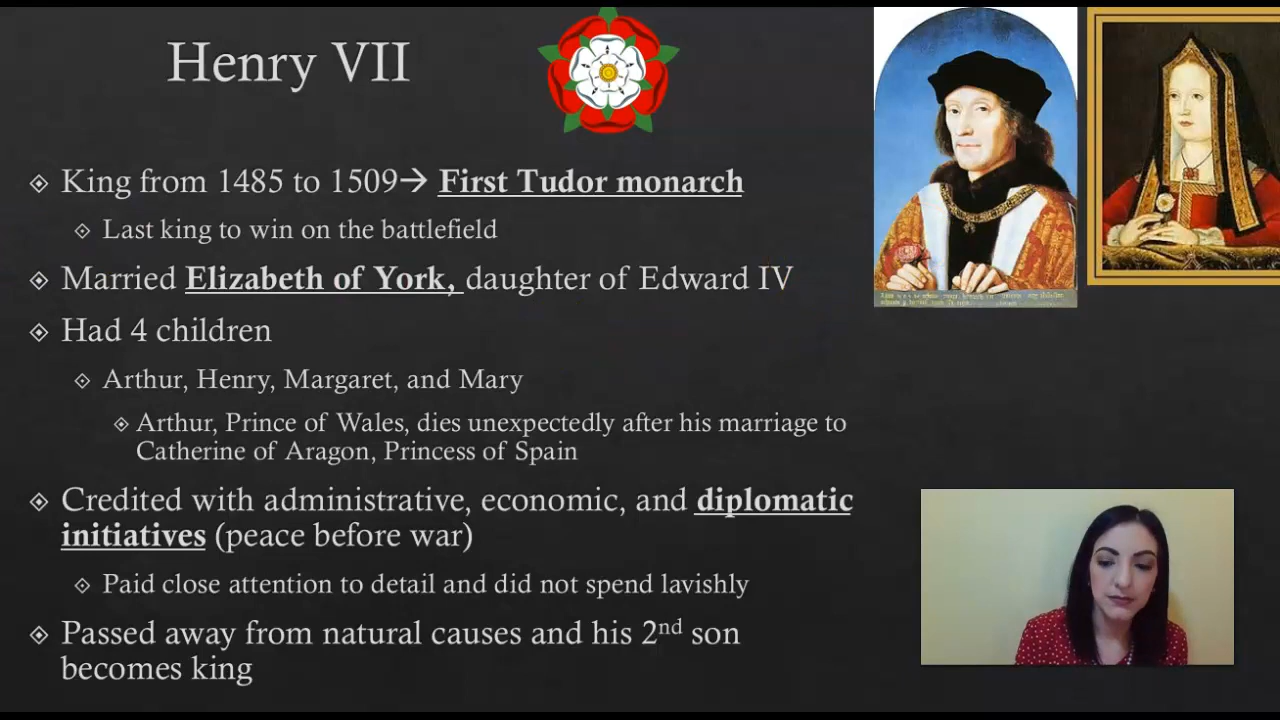 Henry VII
King from 1485 to 1509→ First Tudor monarch
Last king to win on the battlefield
Married Elizabeth of York, daughter of Edward IV
Had 4 children
Arthur, Henry, Margaret, and Mary
Arthur, Prince of Wales, dies unexpectedly after his marriage to
Catherine of Aragon, Princess of Spain
Credited with administrative, economic, and diplomatic
initiatives (peace before war)
Paid close attention to detail and did not spend lavishly
Passed away from natural causes and his 2nd son
becomes king